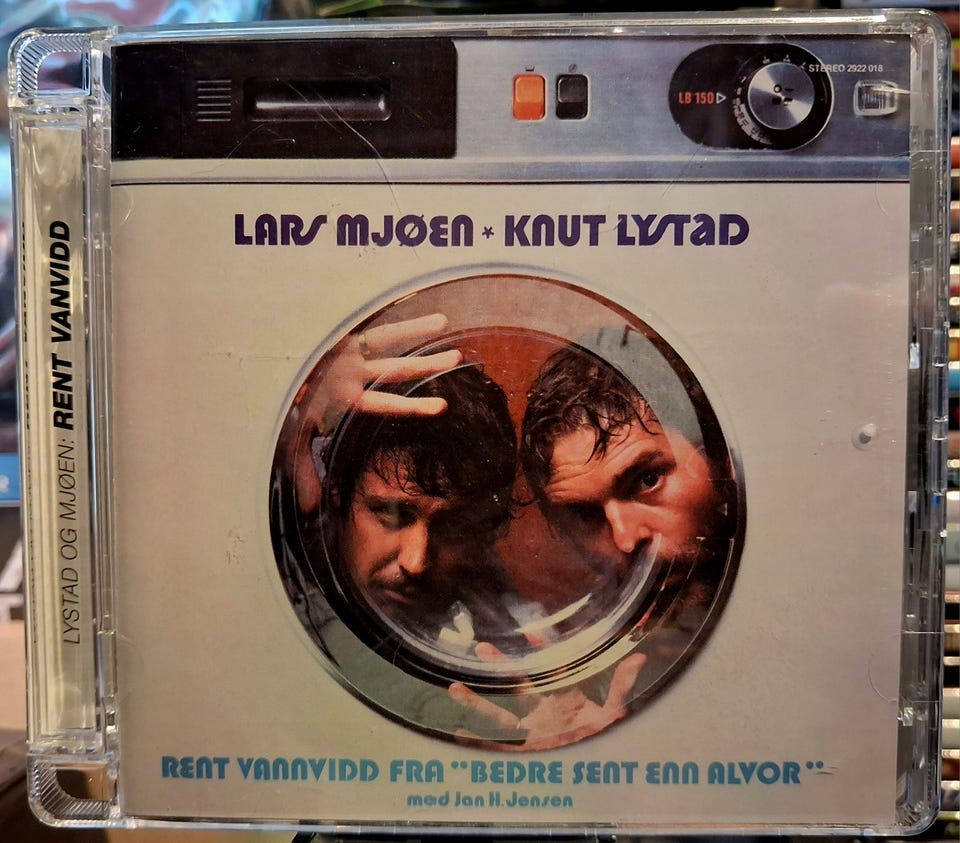 STEREO 2922 018
LB 150
LARS MJØEN * KNUT LYSTAD
LYSTAD OG MJØEN: RENT VANVIDD
RENT VANNVIDD FRA "BEDRE SENT ENN ALVOR"
med Jan H. Jensen